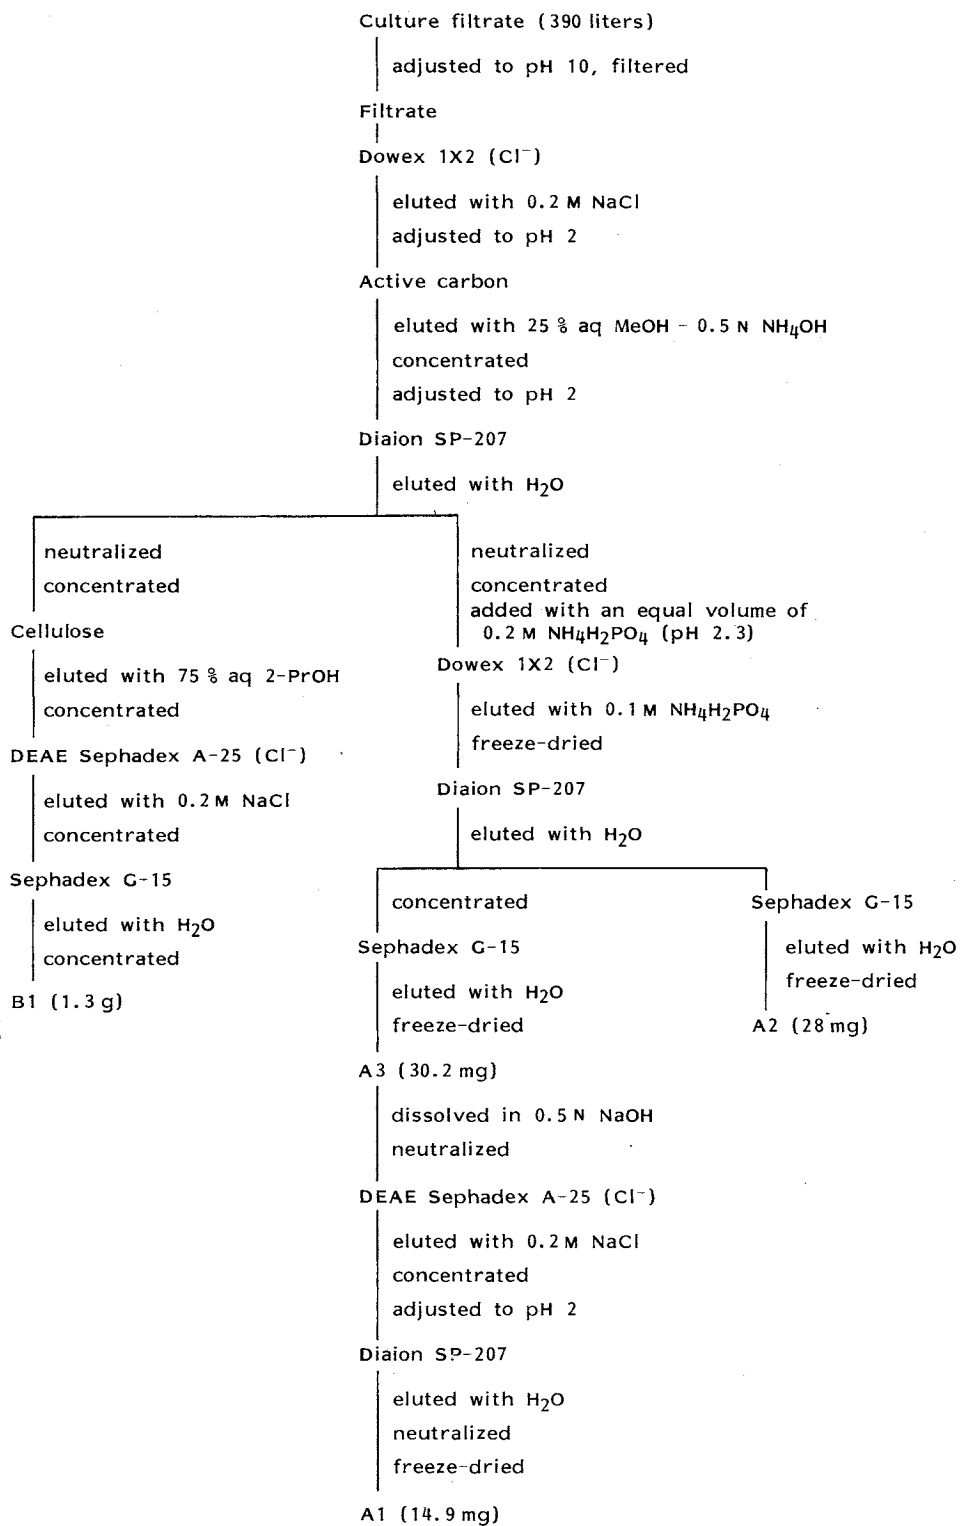 Culture filtrate (390 liters)
adjusted to pH 10, filtered
Filtrate
Dowex 1X2 (Cl⁻)
eluted with 0.2 M NaCl
adjusted to pH 2
Active carbon
eluted with 25 % aq MeOH - 0.5 N NH₄OH
concentrated
adjusted to pH 2
Diaion SP-207
eluted with H₂O
neutralized
concentrated
Cellulose
eluted with 75 % aq 2-PrOH
concentrated
DEAE Sephadex A-25 (Cl⁻)
eluted with 0.2 M NaCl
concentrated
Sephadex G-15
eluted with H₂O
concentrated
B1 (1.3 g)
neutralized
concentrated
added with an equal volume of
0.2 M NH₄H₂PO₄ (pH 2.3)
Dowex 1X2 (Cl⁻)
eluted with 0.1 M NH₄H₂PO₄
freeze-dried
Diaion SP-207
eluted with H₂O
concentrated
Sephadex G-15
eluted with H₂O
freeze-dried
A3 (30.2 mg)
dissolved in 0.5 N NaOH
neutralized
DEAE Sephadex A-25 (Cl⁻)
eluted with 0.2 M NaCl
concentrated
adjusted to pH 2
Diaion SP-207
eluted with H₂O
neutralized
freeze-dried
A1 (14.9 mg)
Sephadex G-15
eluted with H₂O
freeze-dried
A2 (28 mg)